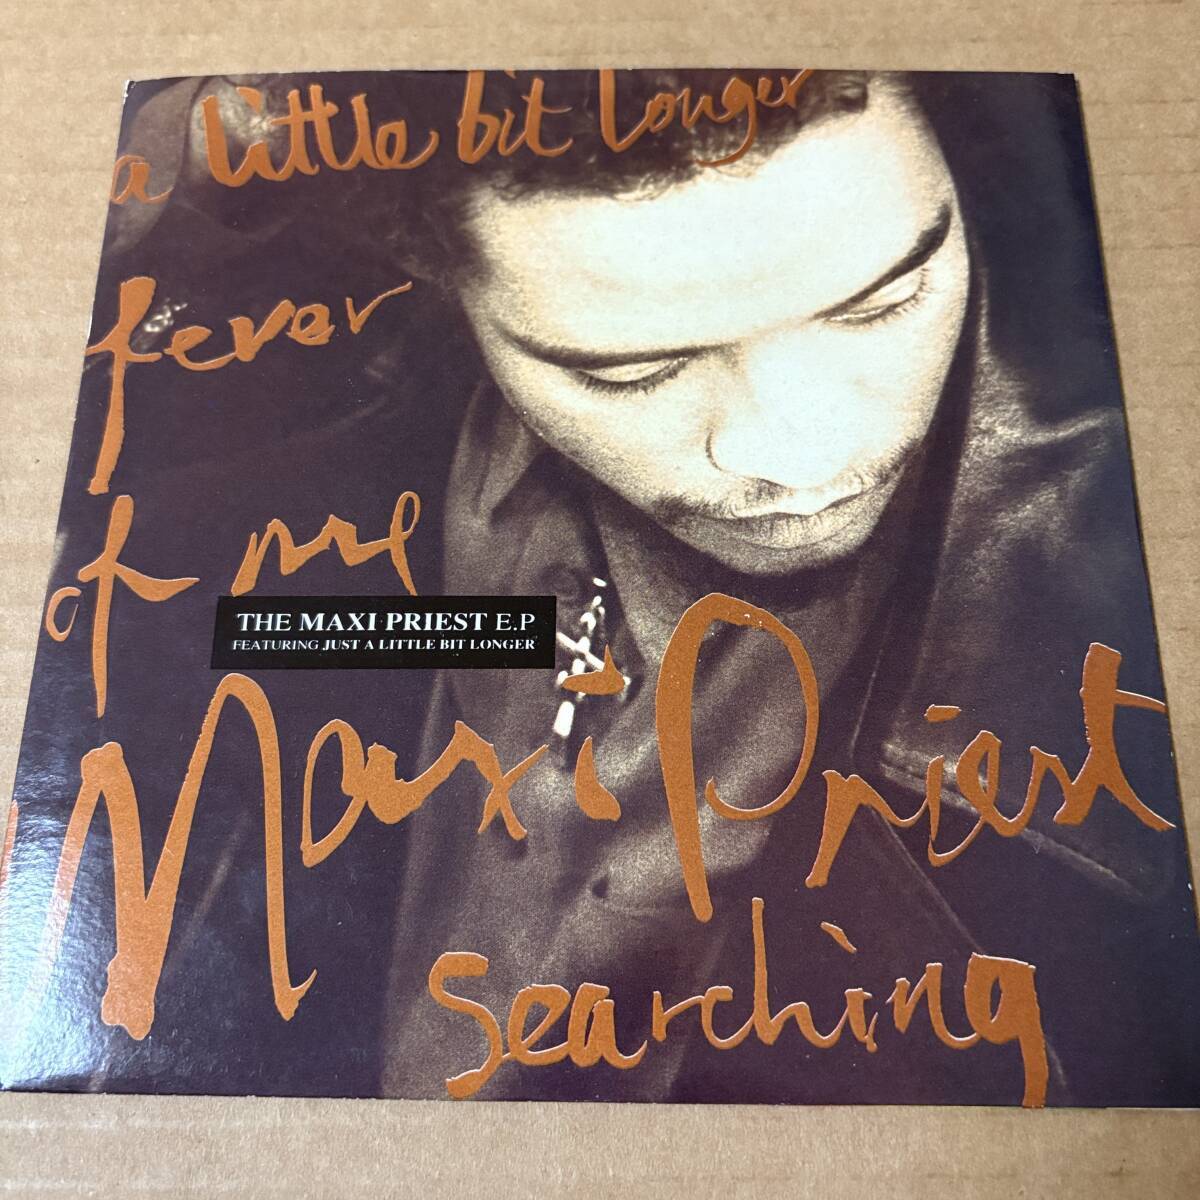 a little bit longer
fever
of me
THE MAXI PRIEST E.P
FEATURING JUST A LITTLE BIT LONGER
Maxi Priest
searching